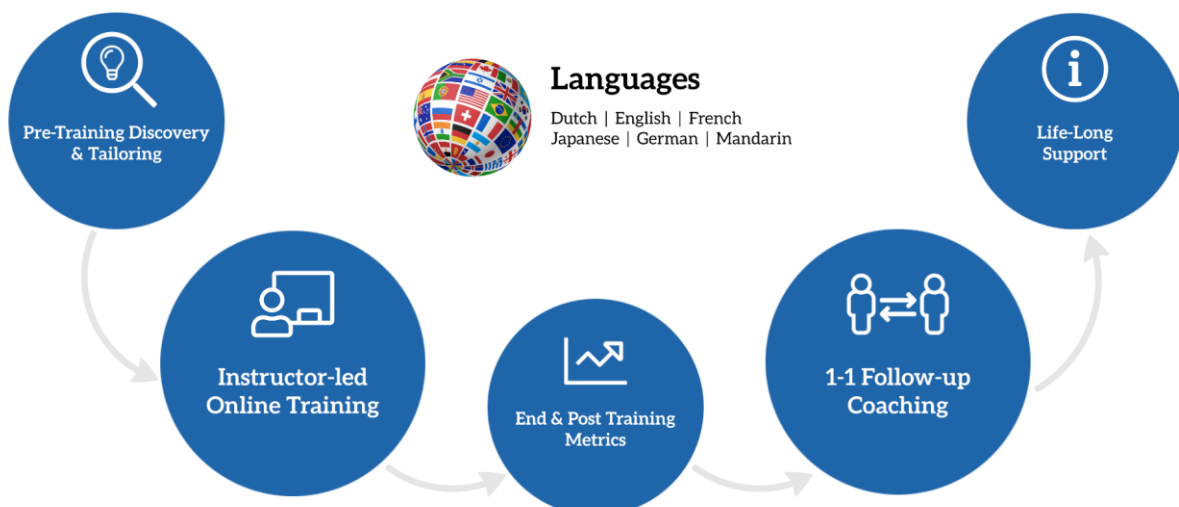 Pre-Training Discovery
& Tailoring
Languages
Dutch | English | French
Japanese | German | Mandarin
Life-Long
Support
Instructor-led
Online Training
End & Post Training
Metrics
1-1 Follow-up
Coaching